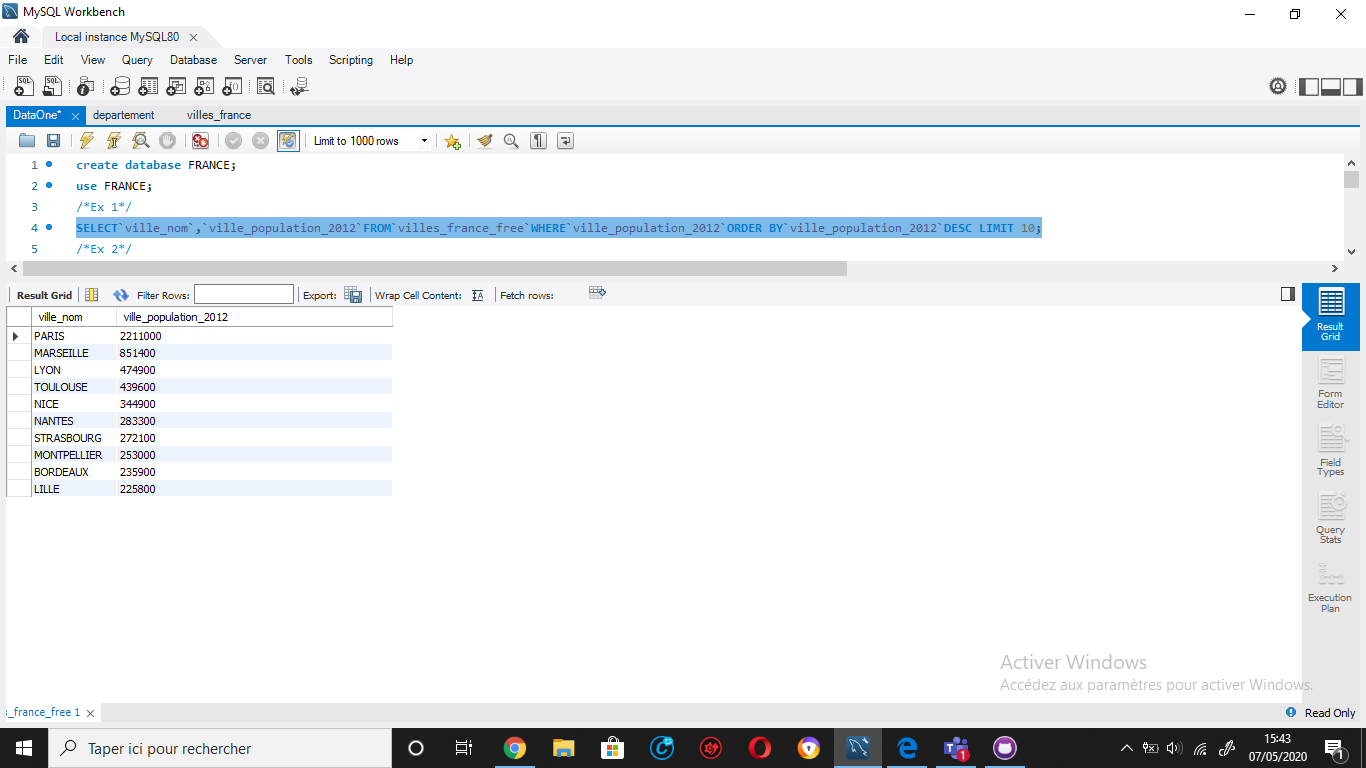 MySQL Workbench
Local instance MySQL80
File Edit View Query Database Server Tools Scripting Help
DataOne* departement villes_france
Limit to 1000 rows
1 create database FRANCE;
2 use FRANCE;
3 /*Ex 1*/
4 SELECT`ville_nom`,`ville_population_2012`FROM`villes_france_free`WHERE`ville_population_2012`ORDER BY`ville_population_2012`DESC LIMIT 10;
5 /*Ex 2*/
Result Grid Filter Rows: Export: Wrap Cell Content: Fetch rows:
ville_nom ville_population_2012
PARIS 2211000
MARSEILLE 851400
LYON 474900
TOULOUSE 439600
NICE 344900
NANTES 283300
STRASBOURG 272100
MONTPELLIER 253000
BORDEAUX 235900
LILLE 225800
Result
Grid
Form
Editor
Field
Types
Query
Stats
Execution
Plan
Activer Windows
Accédez aux paramètres pour activer Windows.
s_france_free 1
Read Only
Taper ici pour rechercher
15:43
07/05/2020